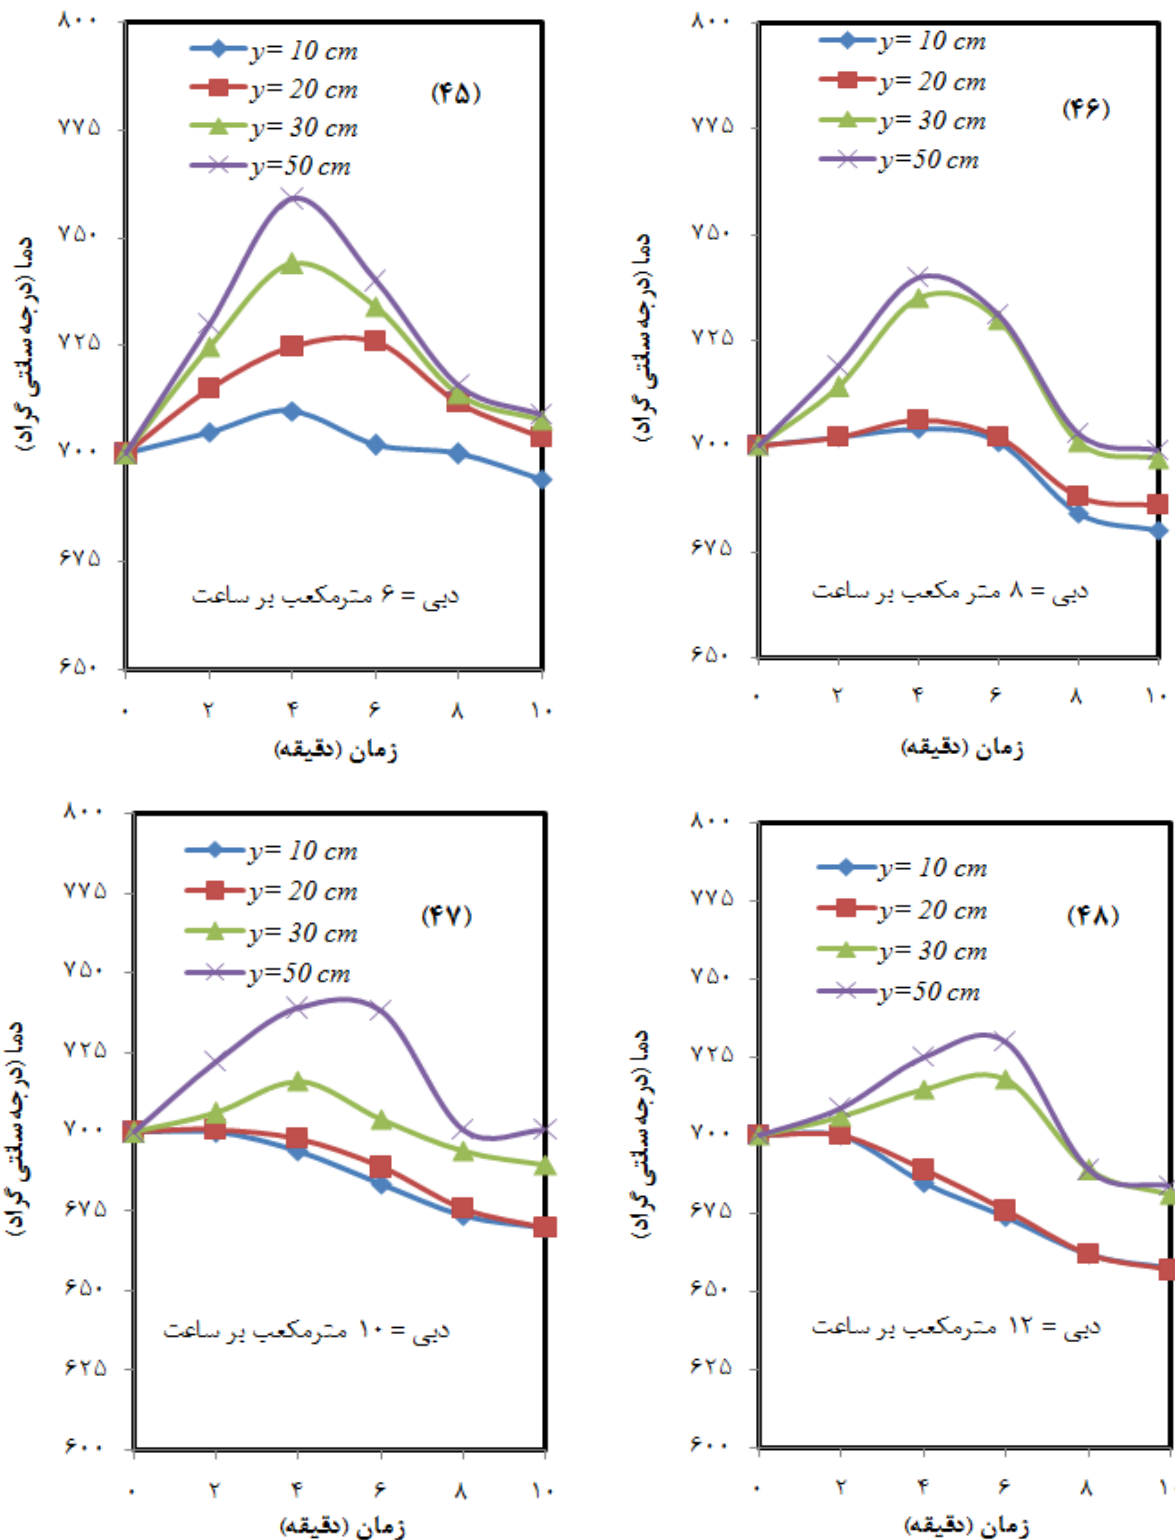 ۸۰۰
۷۷۵
۷۵۰
۷۲۵
۷۰۰
۶۷۵
۶۵۰
دما (درجه سلنتی گراد)
y= 10 cm
y= 20 cm
y= 30 cm
y=50 cm
(۴۵)
دبی = ۶ مترمکعب بر ساعت
۰ ۲ ۴ ۶ ۸ ۱۰
زمان (دقیقه)
۸۰۰
۷۷۵
۷۵۰
۷۲۵
۷۰۰
۶۷۵
۶۵۰
دما (درجه سلنتی گراد)
y= 10 cm
y= 20 cm
y= 30 cm
y=50 cm
(۴۶)
دبی = ۸ متر مکعب بر ساعت
۰ ۲ ۴ ۶ ۸ ۱۰
زمان (دقیقه)
۸۰۰
۷۷۵
۷۵۰
۷۲۵
۷۰۰
۶۷۵
۶۵۰
۶۲۵
۶۰۰
دما (درجه سلنتی گراد)
y= 10 cm
y= 20 cm
y= 30 cm
y=50 cm
(۴۷)
دبی = ۱۰ مترمکعب بر ساعت
۰ ۲ ۴ ۶ ۸ ۱۰
زمان (دقیقه)
۸۰۰
۷۷۵
۷۵۰
۷۲۵
۷۰۰
۶۷۵
۶۵۰
۶۲۵
۶۰۰
دما (درجه سلنتی گراد)
y= 10 cm
y= 20 cm
y= 30 cm
y=50 cm
(۴۸)
دبی = ۱۲ مترمکعب بر ساعت
۰ ۲ ۴ ۶ ۸
زمان (دقیقه)